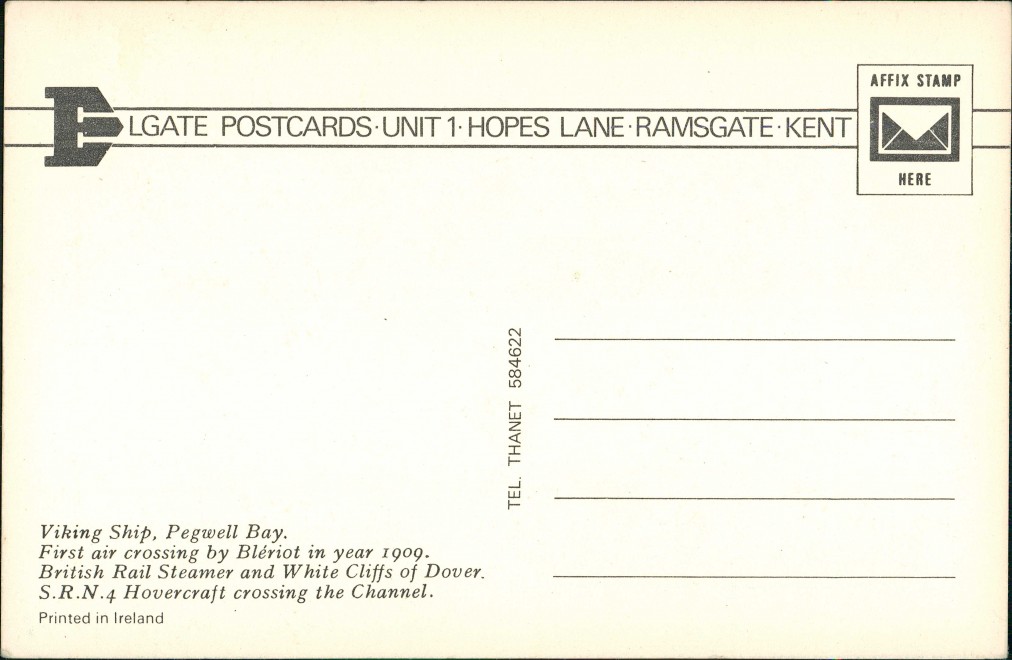 ELGATE POSTCARDS·UNIT 1·HOPES LANE·RAMSGATE·KENT
AFFIX STAMP
HERE
TEL. THANET 584622
Viking Ship, Pegwell Bay.
First air crossing by Blériot in year 1909.
British Rail Steamer and White Cliffs of Dover.
S.R.N.4 Hovercraft crossing the Channel.
Printed in Ireland